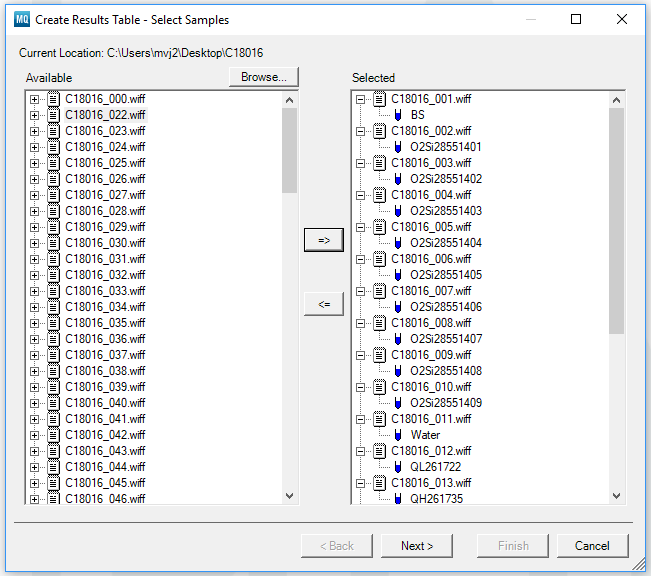 MQ Create Results Table - Select Samples
Current Location: C:\Users\mvj2\Desktop\C18016
Available
Browse...
C18016_000.wiff
C18016_022.wiff
C18016_023.wiff
C18016_024.wiff
C18016_025.wiff
C18016_026.wiff
C18016_027.wiff
C18016_028.wiff
C18016_029.wiff
C18016_030.wiff
C18016_031.wiff
C18016_032.wiff
C18016_033.wiff
C18016_034.wiff
C18016_035.wiff
C18016_036.wiff
C18016_037.wiff
C18016_038.wiff
C18016_039.wiff
C18016_040.wiff
C18016_041.wiff
C18016_042.wiff
C18016_043.wiff
C18016_044.wiff
C18016_045.wiff
C18016_046.wiff
=>
<=
Selected
C18016_001.wiff
BS
C18016_002.wiff
O2Si28551401
C18016_003.wiff
O2Si28551402
C18016_004.wiff
O2Si28551403
C18016_005.wiff
O2Si28551404
C18016_006.wiff
O2Si28551405
C18016_007.wiff
O2Si28551406
C18016_008.wiff
O2Si28551407
C18016_009.wiff
O2Si28551408
C18016_010.wiff
O2Si28551409
C18016_011.wiff
Water
C18016_012.wiff
QL261722
C18016_013.wiff
QH261735
< Back
Next >
Finish
Cancel